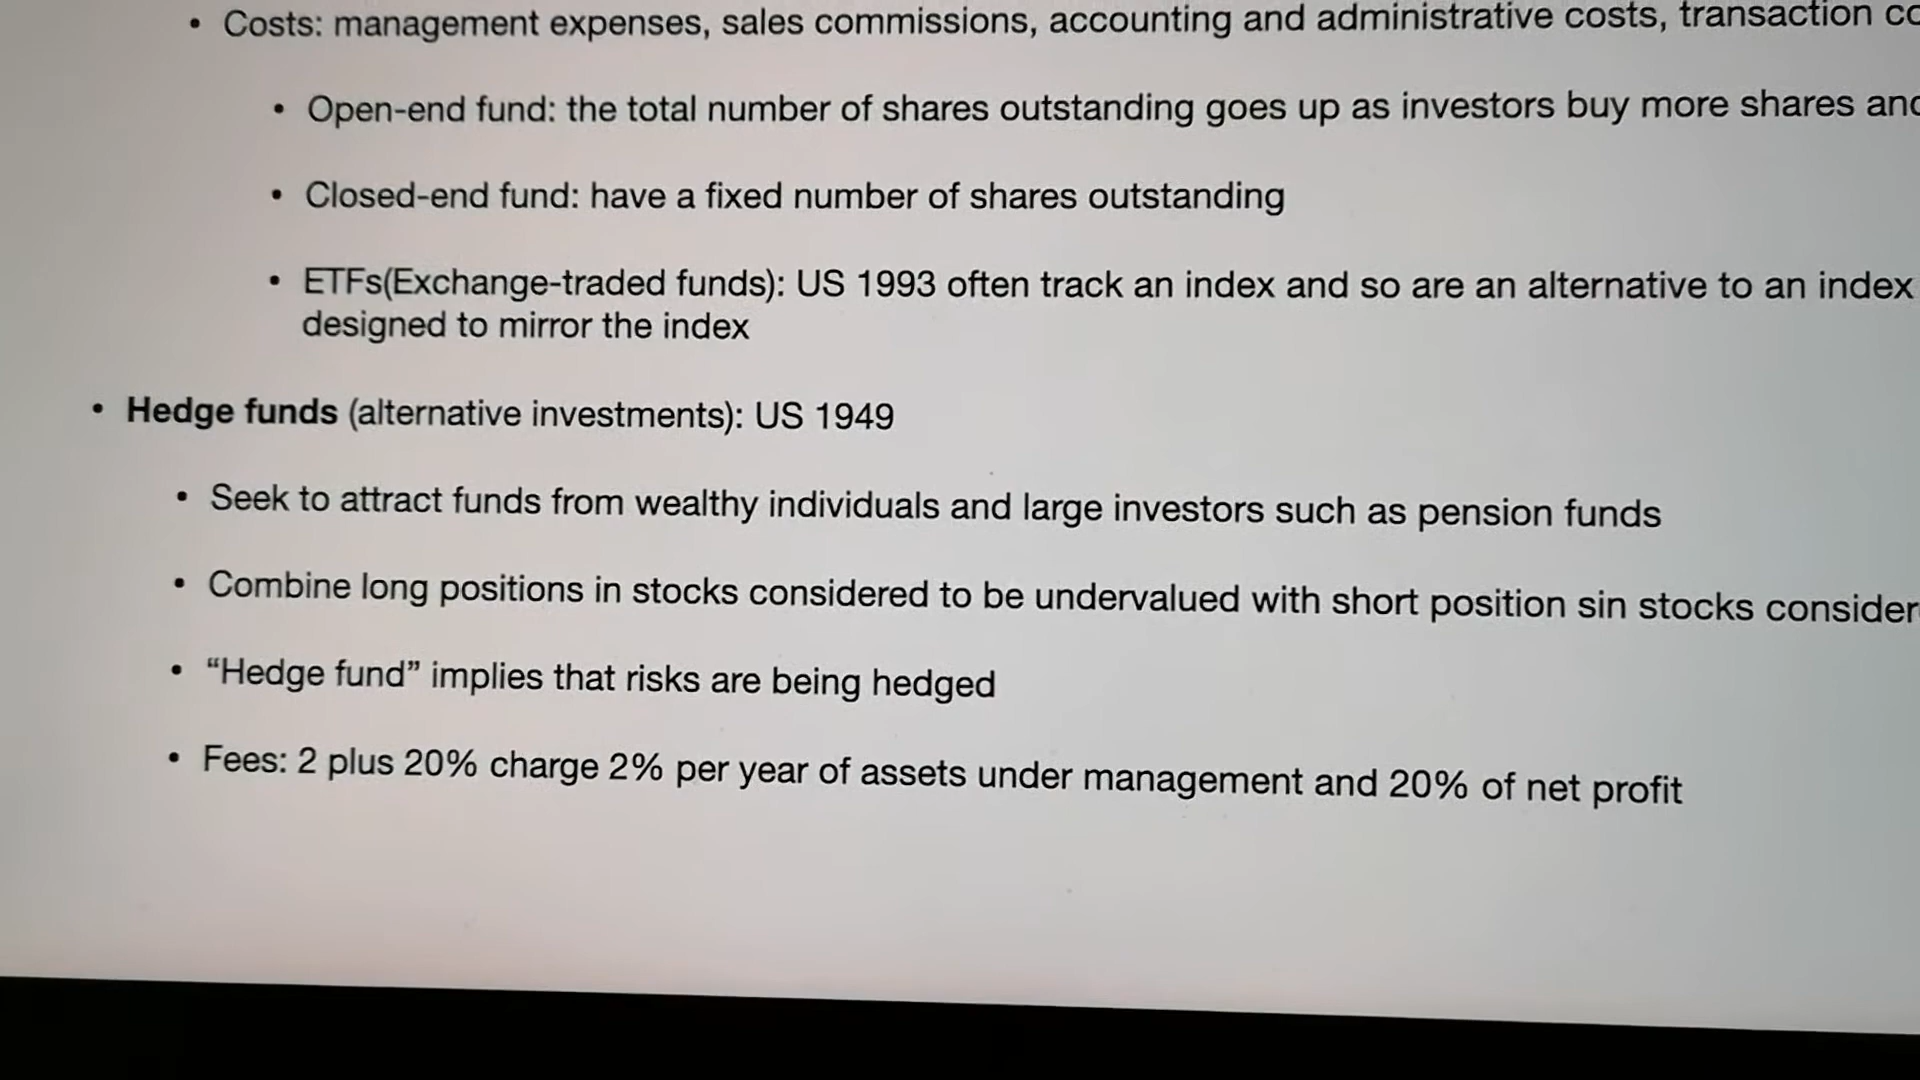 • Costs: management expenses, sales commissions, accounting and administrative costs, transaction
• Open-end fund: the total number of shares outstanding goes up as investors buy more shares
• Closed-end fund: have a fixed number of shares outstanding
• ETFs(Exchange-traded funds): US 1993 often track an index and so are an alternative to an index
designed to mirror the index
• Hedge funds (alternative investments): US 1949
• Seek to attract funds from wealthy individuals and large investors such as pension funds
• Combine long positions in stocks considered to be undervalued with short position sin stocks
• “Hedge fund” implies that risks are being hedged
• Fees: 2 plus 20% charge 2% per year of assets under management and 20% of net profit